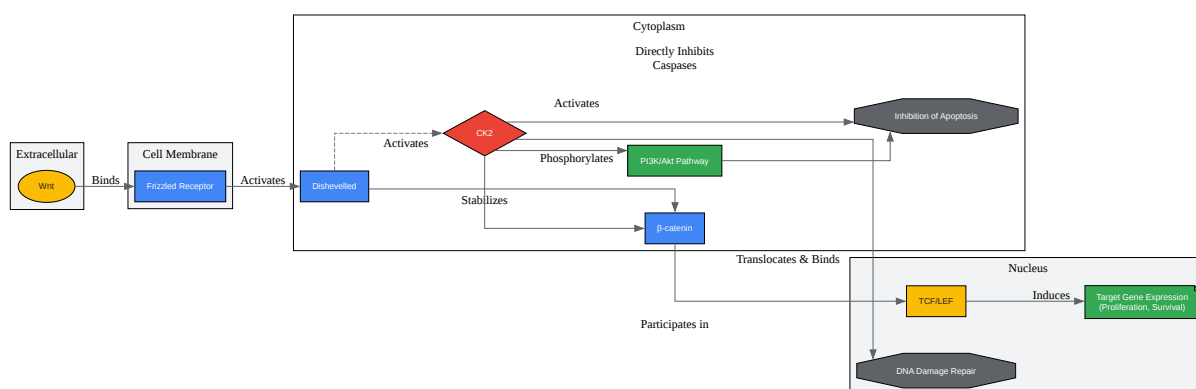 Cytoplasm
Directly Inhibits
Caspases
Activates
Inhibition of Apoptosis
CK2
Activates
Phosphorylates
PI3K/Akt Pathway
Extracellular
Cell Membrane
Wnt
Binds
Frizzled Receptor
Activates
Dishevelled
Stabilizes
β-catenin
Translocates & Binds
Nucleus
TCF/LEF
Induces
Target Gene Expression
(Proliferation, Survival)
Participates in
DNA Damage Repair